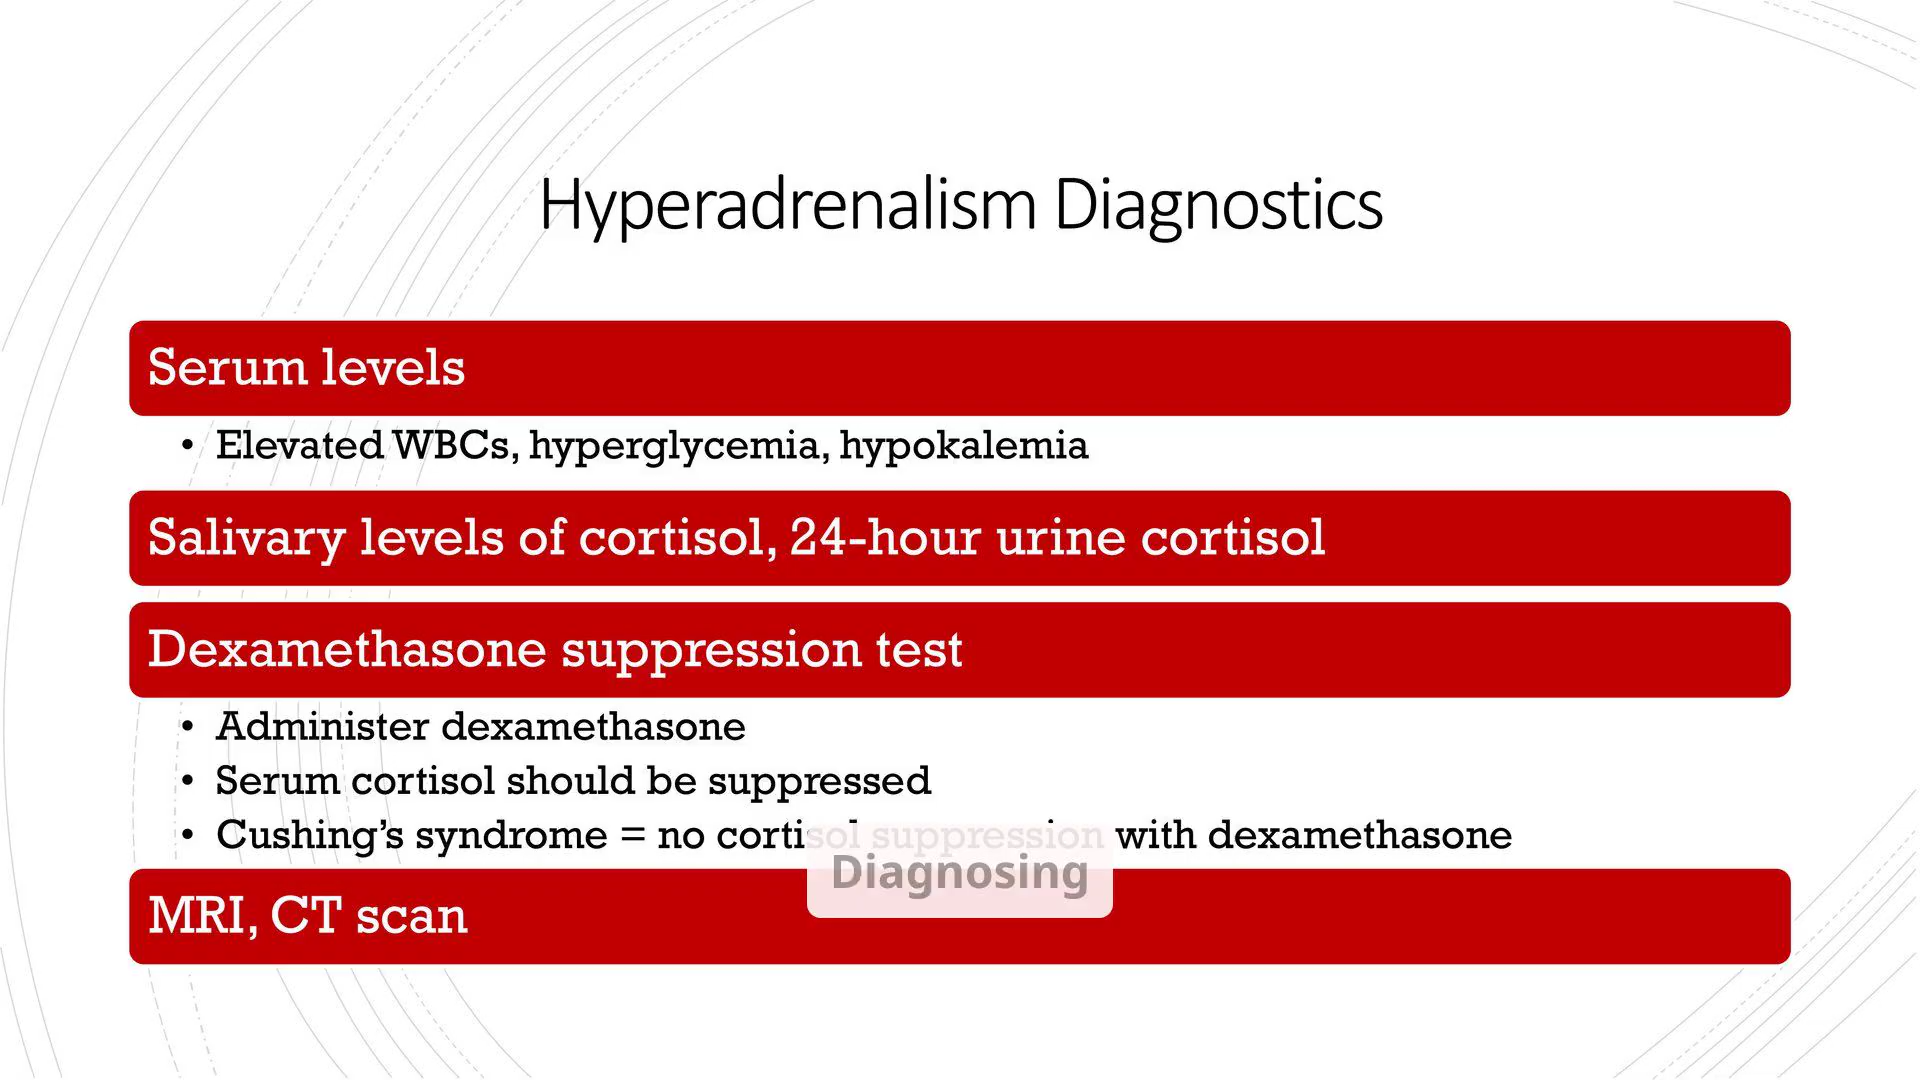 Hyperadrenalism Diagnostics
Serum levels
• Elevated WBCs, hyperglycemia, hypokalemia
Salivary levels of cortisol, 24-hour urine cortisol
Dexamethasone suppression test
• Administer dexamethasone
• Serum cortisol should be suppressed
• Cushing’s syndrome = no cortisol suppression with dexamethasone
Diagnosing
MRI, CT scan